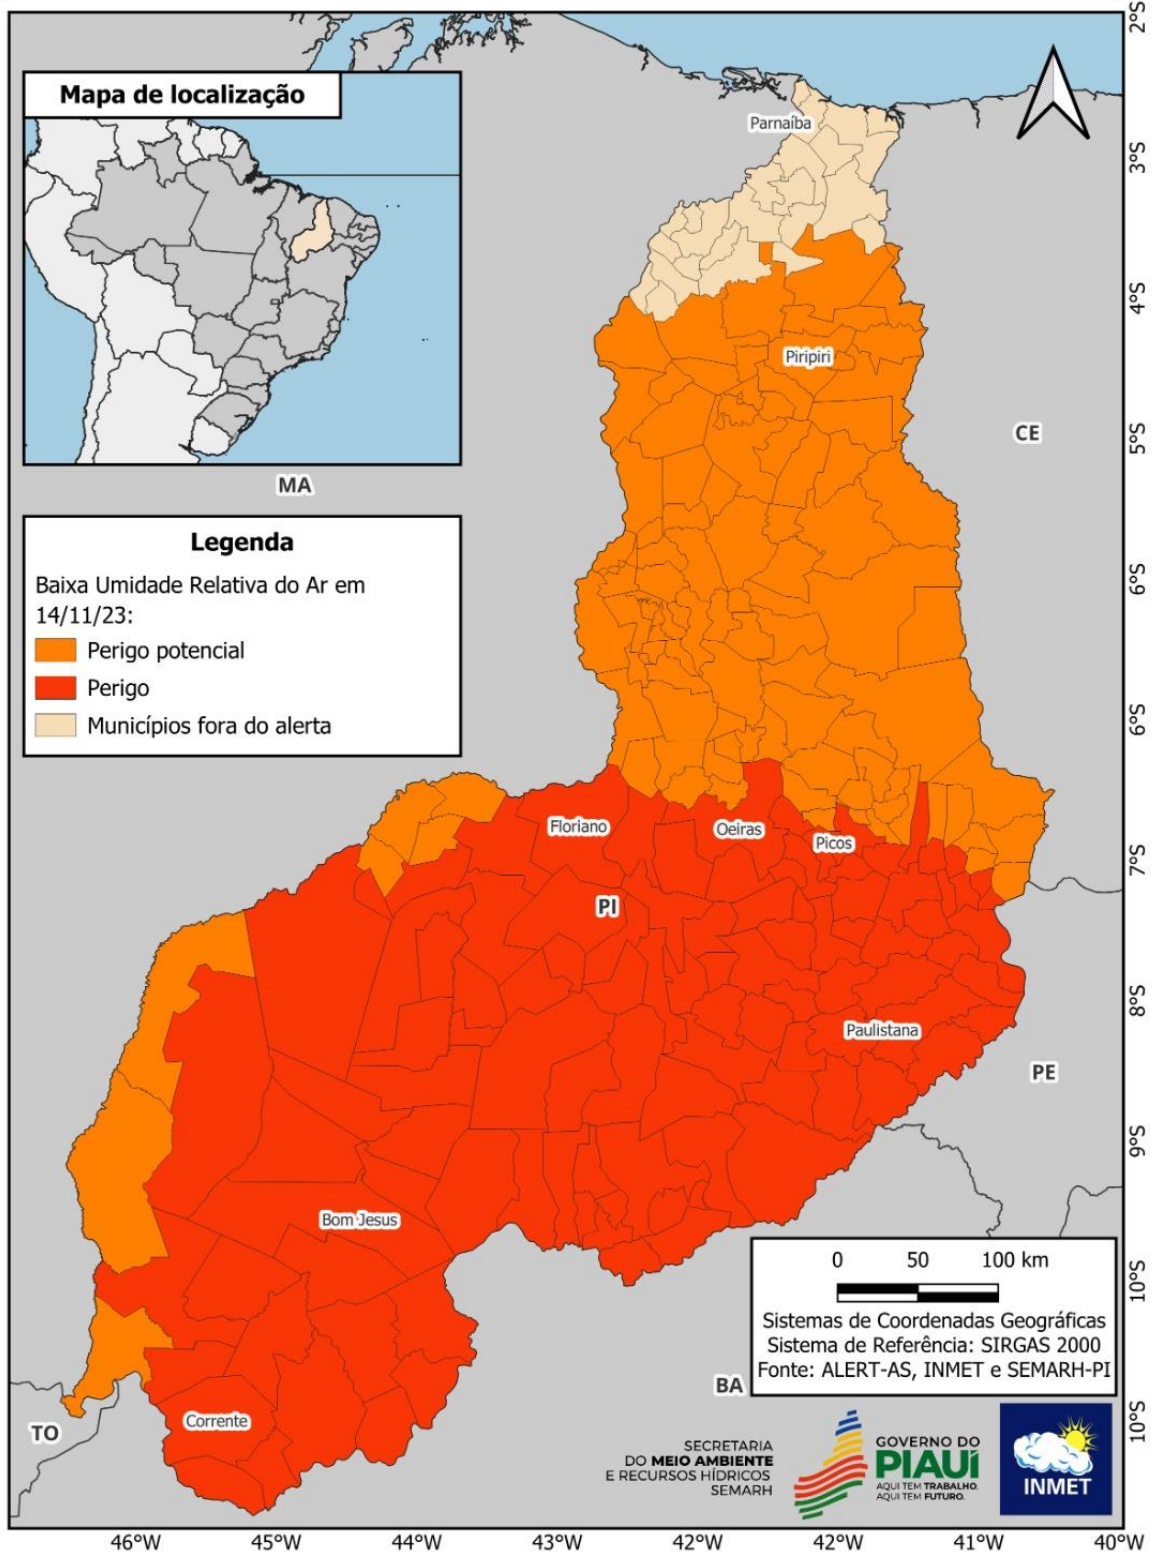 Mapa de localização
Parnaíba
Piripiri
CE
MA
Legenda
Baixa Umidade Relativa do Ar em
14/11/23:
Perigo potencial
Perigo
Municípios fora do alerta
Floriano
Oeiras
Picos
PI
Paulistana
PE
Bom Jesus
Corrente
TO
BA
0 50 100 km
Sistemas de Coordenadas Geográficas
Sistema de Referência: SIRGAS 2000
Fonte: ALERT-AS, INMET e SEMARH-PI
SECRETARIA
DO MEIO AMBIENTE
E RECURSOS HÍDRICOS
SEMARH
GOVERNO DO
PIAUÍ
AQUI TEM TRABALHO.
AQUI TEM FUTURO.
INMET
2°S
3°S
4°S
5°S
6°S
6°S
7°S
8°S
9°S
10°S
10°S
46°W 45°W 44°W 43°W 42°W 42°W 41°W 40°W